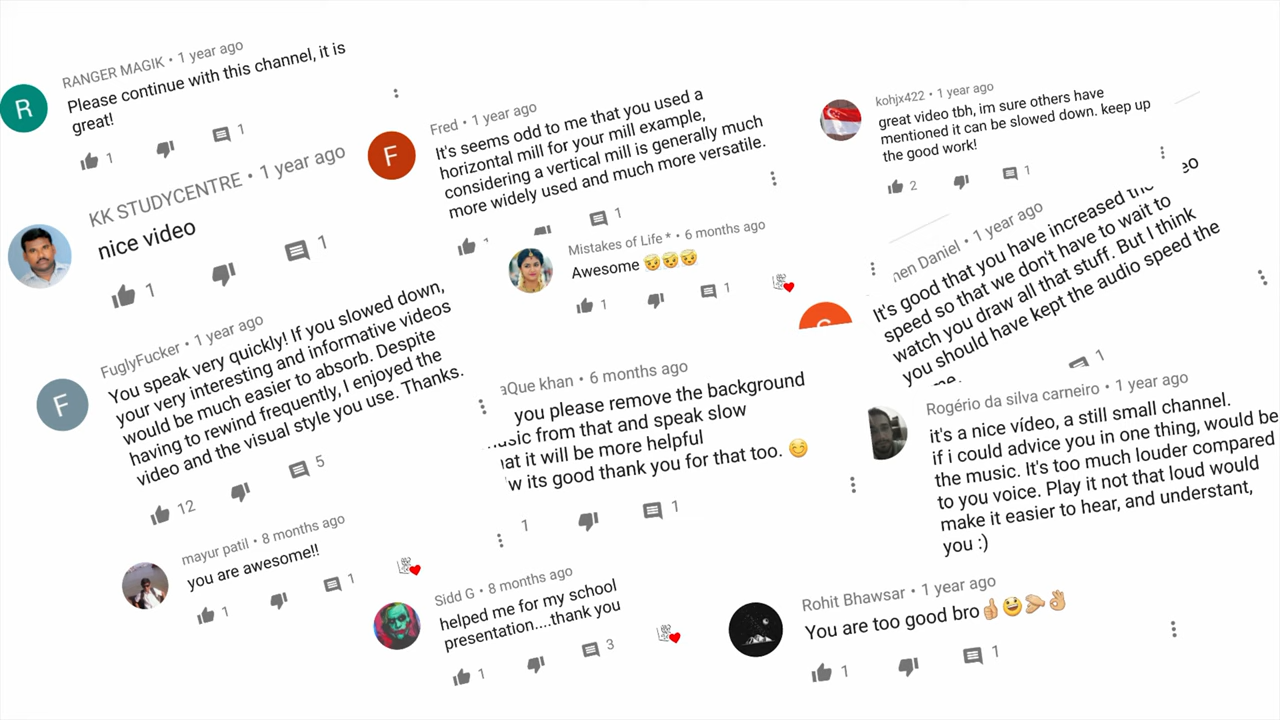 RANGER MAGIK • 1 year ago
Please continue with this channel, it is
great!
1
1
R
KK STUDYCENTRE • 1 year ago
nice video
1
1
FuglyFucker • 1 year ago
You speak very quickly! If you slowed down,
your very interesting and informative videos
would be much easier to absorb. Despite
having to rewind frequently, I enjoyed the
video and the visual style you use. Thanks.
F
12
5
mayur patil • 8 months ago
you are awesome!!
1
1
Fred • 1 year ago
It's seems odd to me that you used a
horizontal mill for your mill example,
considering a vertical mill is generally much
more widely used and much more versatile.
F
1
Mistakes of Life * • 6 months ago
Awesome 😇😇😇
1
1
aQue khan • 6 months ago
you please remove the background
from that and speak slow
it will be more helpful
its good thank you for that too. 😊
1
1
Sidd G • 8 months ago
helped me for my school
presentation....thank you
1
3
kohjx422 • 1 year ago
great video tbh, im sure others have
mentioned it can be slowed down. keep up
the good work!
2
1
Daniel • 1 year ago
It's good that you have increased the
speed so that we don't have to wait to
watch you draw all that stuff. But I think
you should have kept the audio speed the
1
Rogério da silva carneiro • 1 year ago
it's a nice vídeo, a still small channel.
if i could advice you in one thing, would be
the music. It's too much louder compared
to you voice. Play it not that loud would
make it easier to hear, and understant,
you :)
Rohit Bhawsar • 1 year ago
You are too good bro👍😃🫴👌
1
1